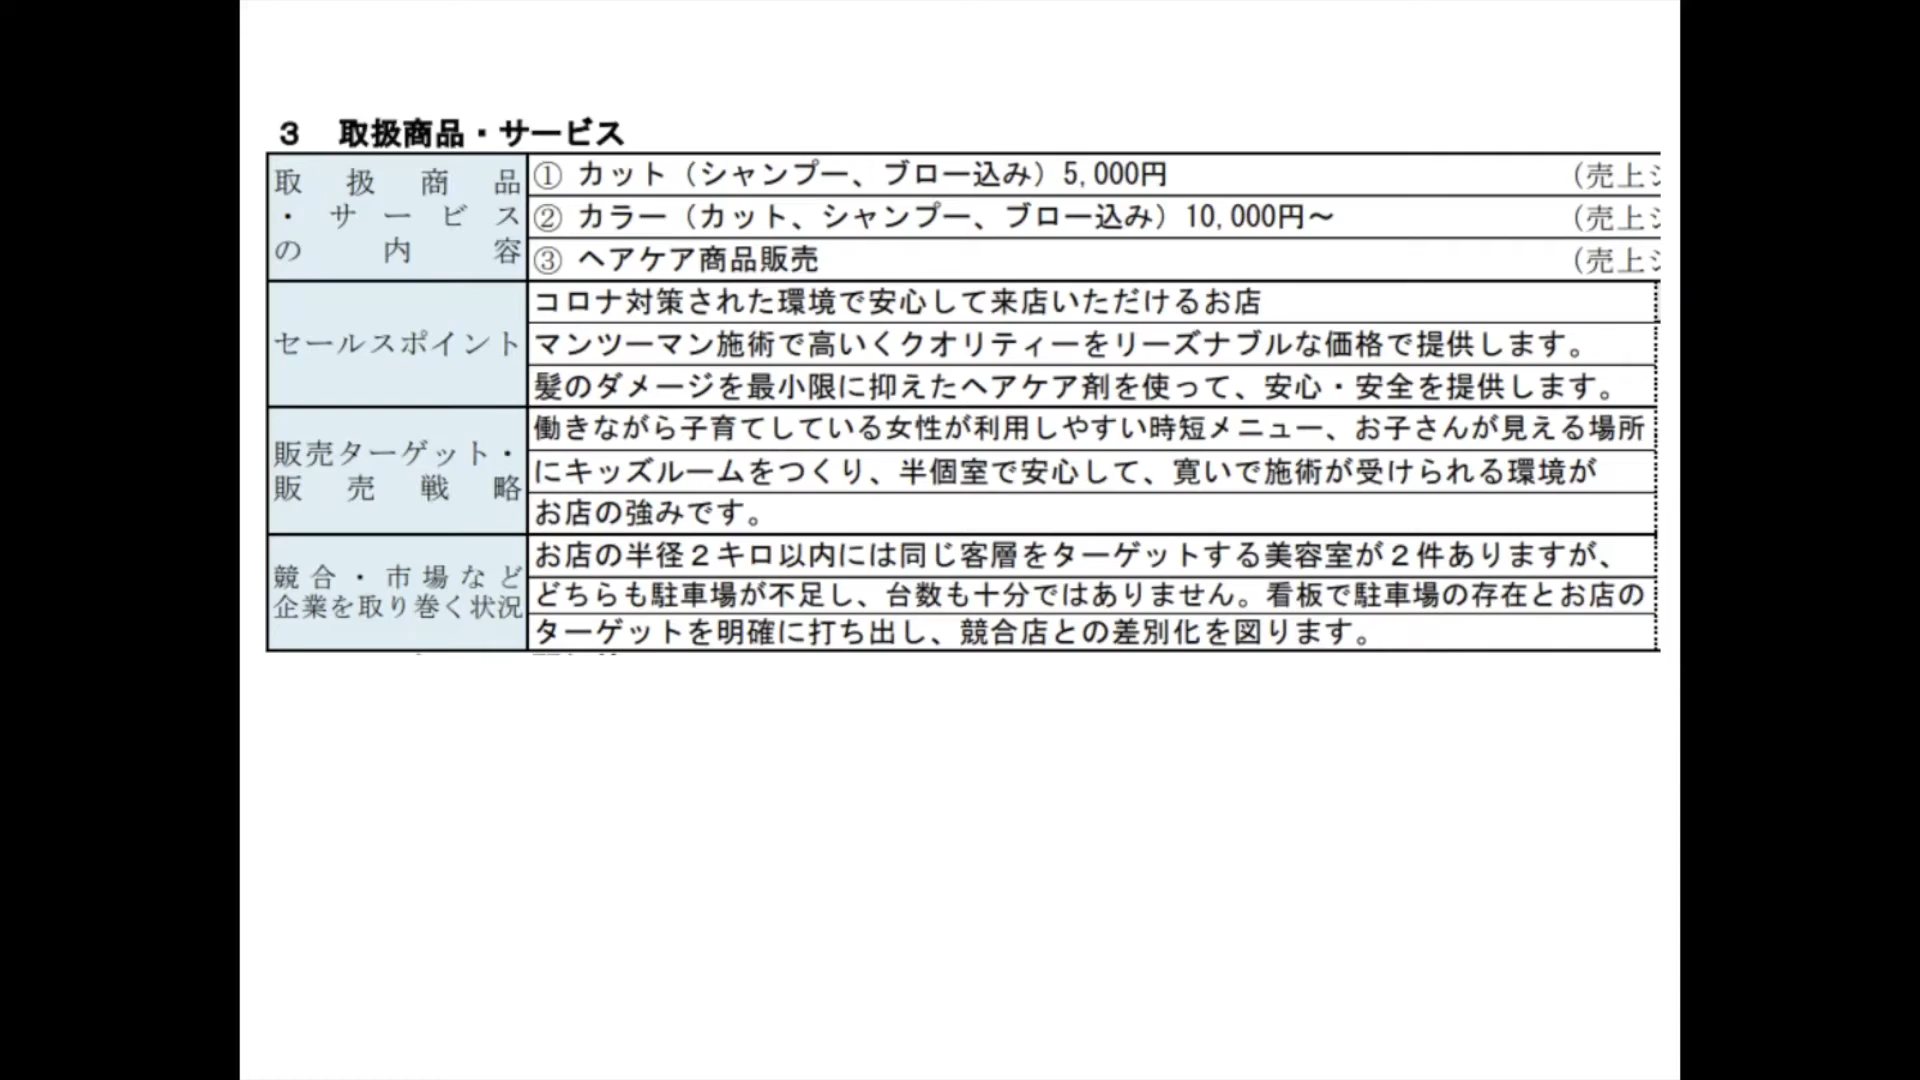 ３　取扱商品・サービス
取扱商品
・サービス
の内容
① カット（シャンプー、ブロー込み）5,000円
（売上シ
② カラー（カット、シャンプー、ブロー込み）10,000円～
（売上シ
③ ヘアケア商品販売
（売上シ
セールスポイント
コロナ対策された環境で安心して来店いただけるお店
マンツーマン施術で高いくクオリティーをリーズナブルな価格で提供します。
髪のダメージを最小限に抑えたヘアケア剤を使って、安心・安全を提供します。
販売ターゲット・
販売戦略
働きながら子育てしている女性が利用しやすい時短メニュー、お子さんが見える場所
にキッズルームをつくり、半個室で安心して、寛いで施術が受けられる環境が
お店の強みです。
競合・市場など
企業を取り巻く状況
お店の半径２キロ以内には同じ客層をターゲットする美容室が２件ありますが、
どちらも駐車場が不足し、台数も十分ではありません。看板で駐車場の存在とお店の
ターゲットを明確に打ち出し、競合店との差別化を図ります。